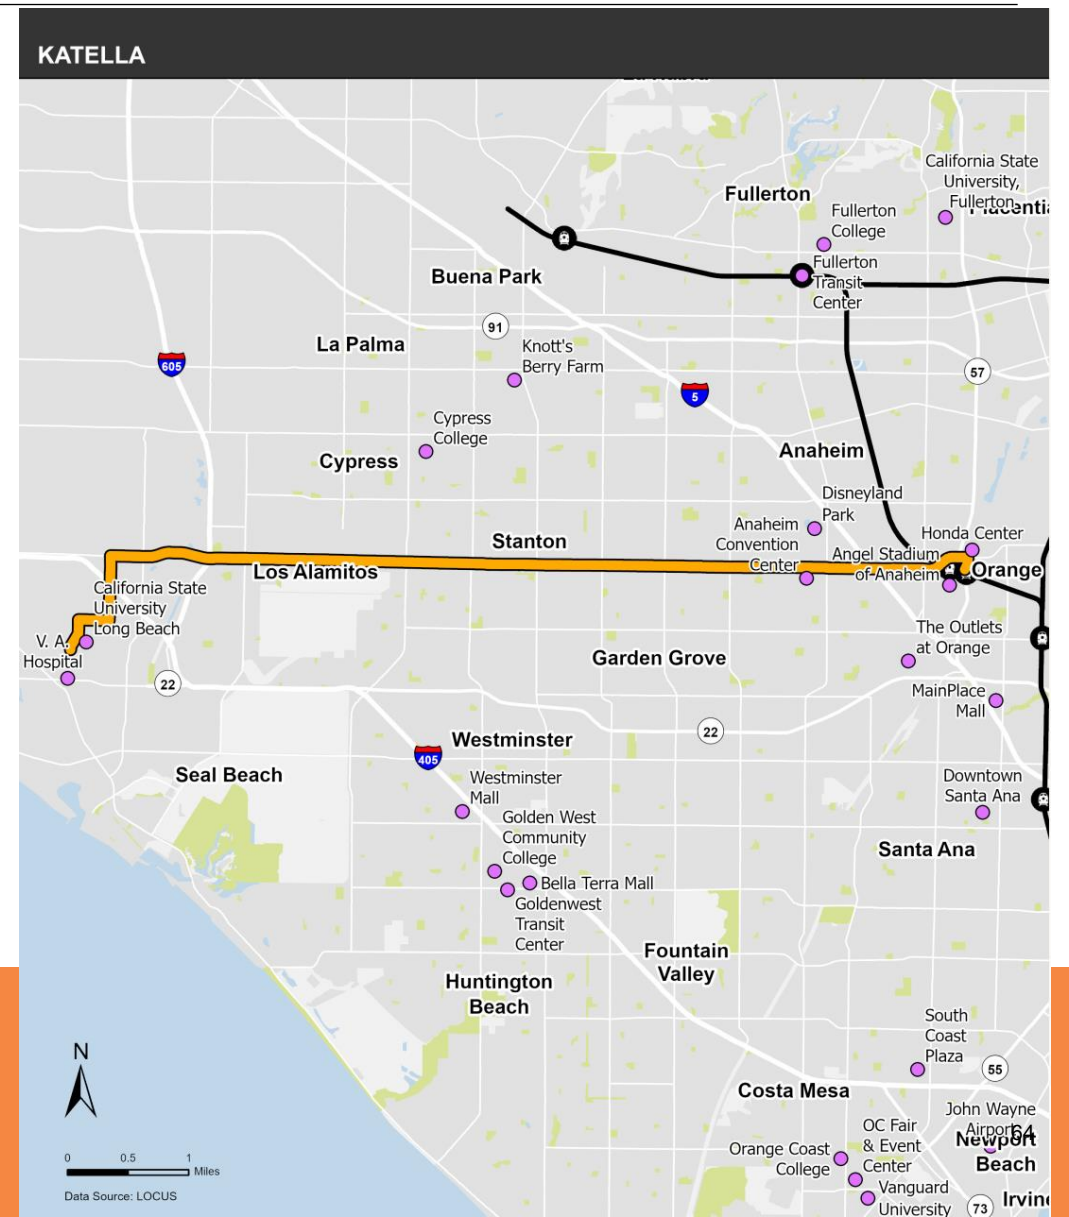 KATELLA
California State
University,
Fullerton
Placentia
Fullerton
Fullerton
College
Fullerton
Transit
Center
Buena Park
91
La Palma
Knott's
Berry Farm
605
57
5
Cypress
College
Cypress
Anaheim
Disneyland
Park
Anaheim
Convention
Center
Honda Center
Angel Stadium
of Anaheim
Stanton
Orange
Los Alamitos
California State
University
Long Beach
V. A.
Hospital
The Outlets
at Orange
Garden Grove
22
MainPlace
Mall
22
Westminster
405
Seal Beach
Westminster
Mall
Downtown
Santa Ana
Golden West
Community
College
Santa Ana
Bella Terra Mall
Goldenwest
Transit
Center
Fountain
Valley
Huntington
Beach
South
Coast
Plaza
N
55
Costa Mesa
John Wayne
Airport
64
OC Fair
& Event
Center
Newport
Beach
Orange Coast
College
0 0.5 1
Miles
Vanguard
University
Data Source: LOCUS
73